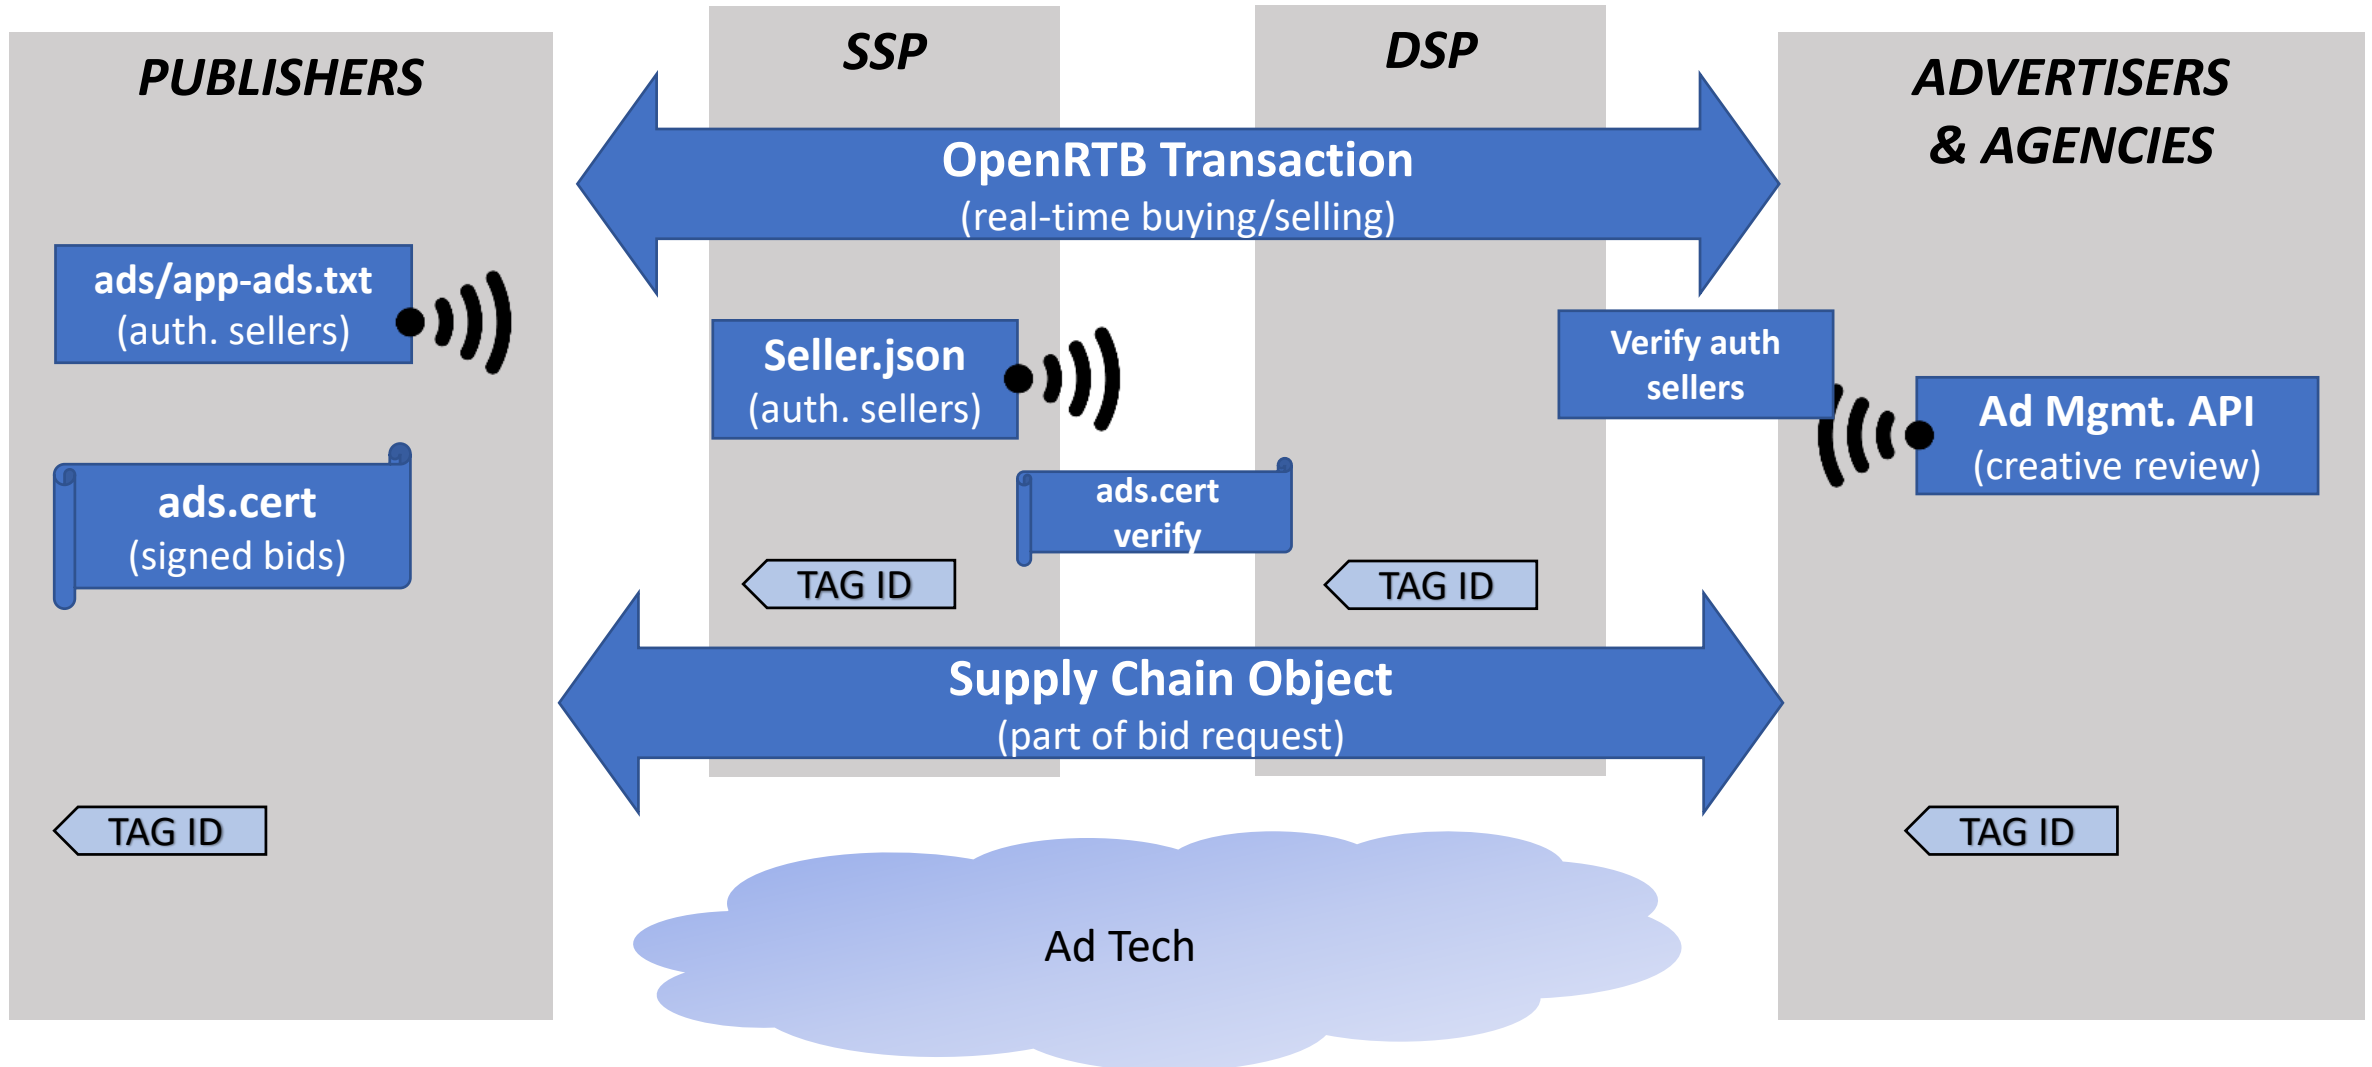 PUBLISHERS
SSP
DSP
ADVERTISERS
& AGENCIES
OpenRTB Transaction
(real-time buying/selling)
ads/app-ads.txt
(auth. sellers)
Seller.json
(auth. sellers)
Verify auth
sellers
Ad Mgmt. API
(creative review)
ads.cert
(signed bids)
ads.cert
verify
TAG ID
TAG ID
Supply Chain Object
(part of bid request)
TAG ID
TAG ID
Ad Tech